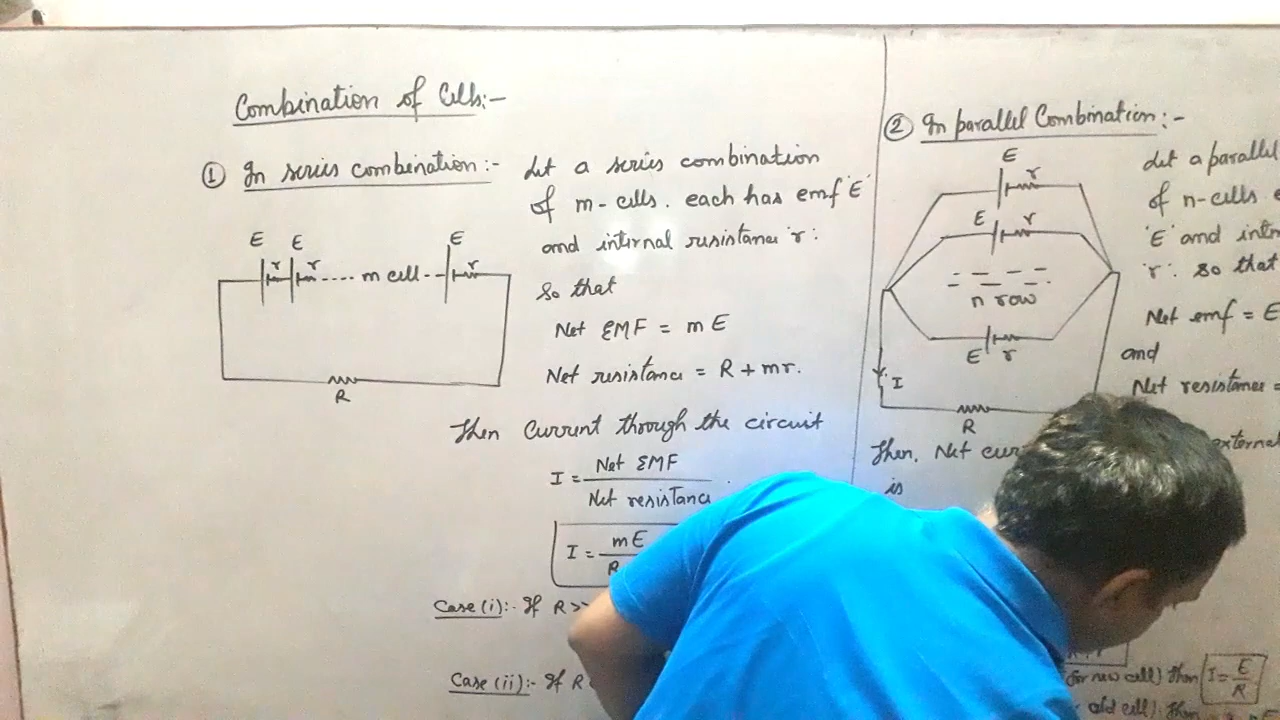 Combination of Cells:-
① In series combination:- Let a series combination
of m-cells. each has emf 'E'
and internal resistance 'r'.
E E E
r r .... m cell -- r
R
So that
Net EMF = mE
Net resistance = R + mr.
Then Current through the circuit
I = Net EMF / Net resistance
I = mE / R
Case (i):- If R >>
Case (ii):- If R
② In parallel Combination:-
E
r
E r
n row
E r
I
R
Let a parallel
of n-cells
'E' and
'r'. So that
Net emf = E
and
Net resistance =
Then, Net external
is
(for new cell) Then I = E / R
old cell) Then